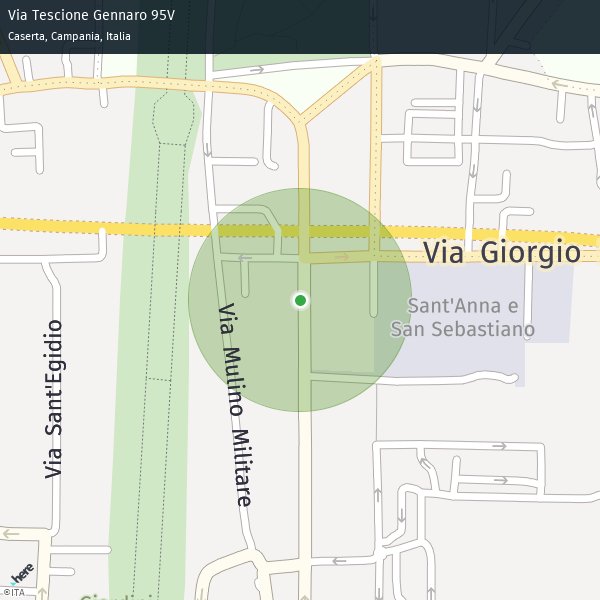 Via Tescione Gennaro 95V
Caserta, Campania, Italia
Via Giorgio
Sant'Anna e
San Sebastiano
Via Mulino Militare
Via Sant'Egidio
here
©ITA
Giardini